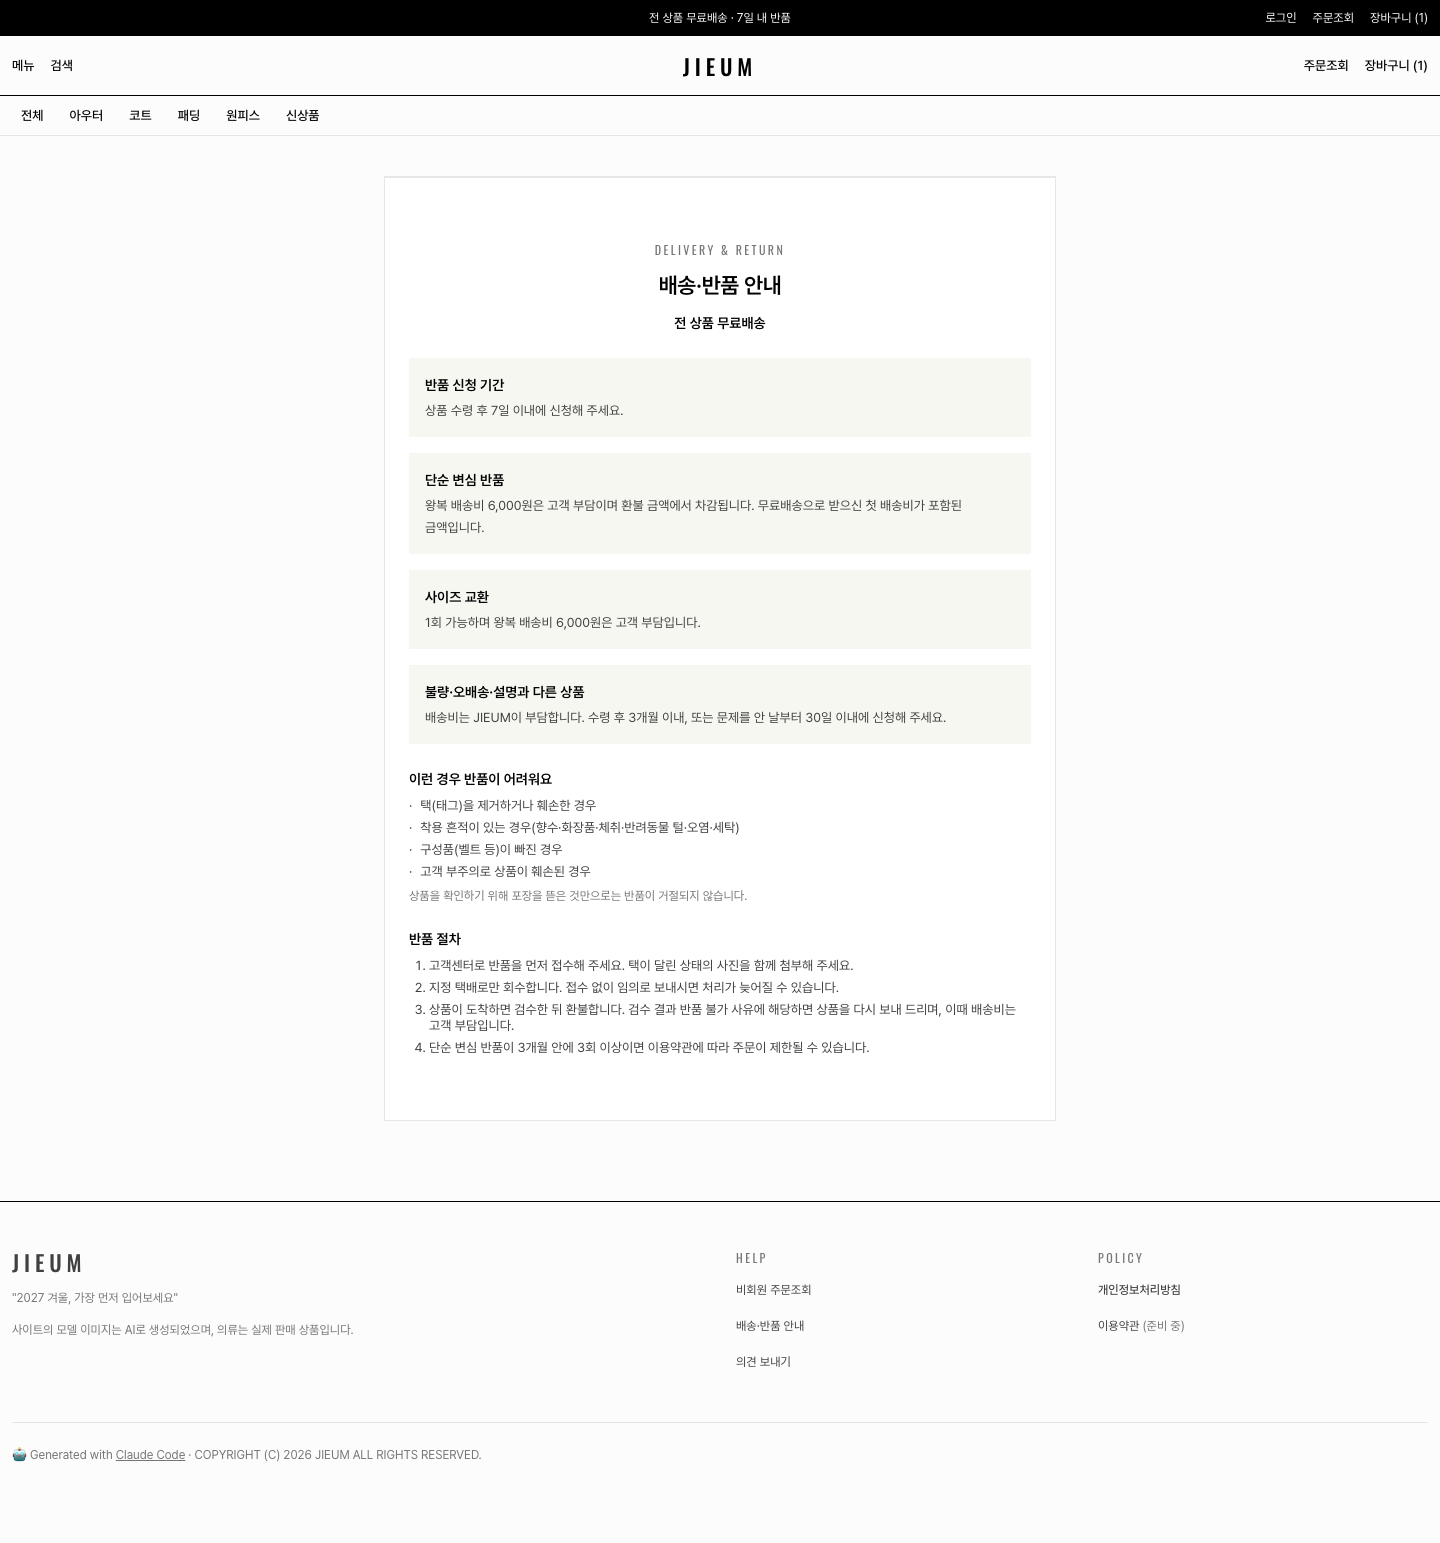 전 상품 무료배송 · 7일 내 반품
로그인 주문조회 장바구니 (1)
메뉴 검색
JIEUM
주문조회 장바구니 (1)
전체 아우터 코트 패딩 원피스 신상품
DELIVERY & RETURN
배송·반품 안내
전 상품 무료배송
반품 신청 기간
상품 수령 후 7일 이내에 신청해 주세요.
단순 변심 반품
왕복 배송비 6,000원은 고객 부담이며 환불 금액에서 차감됩니다. 무료배송으로 받으신 첫 배송비가 포함된
금액입니다.
사이즈 교환
1회 가능하며 왕복 배송비 6,000원은 고객 부담입니다.
불량·오배송·설명과 다른 상품
배송비는 JIEUM이 부담합니다. 수령 후 3개월 이내, 또는 문제를 안 날부터 30일 이내에 신청해 주세요.
이런 경우 반품이 어려워요
· 택(태그)을 제거하거나 훼손한 경우
· 착용 흔적이 있는 경우(향수·화장품·체취·반려동물 털·오염·세탁)
· 구성품(벨트 등)이 빠진 경우
· 고객 부주의로 상품이 훼손된 경우
상품을 확인하기 위해 포장을 뜯은 것만으로는 반품이 거절되지 않습니다.
반품 절차
1. 고객센터로 반품을 먼저 접수해 주세요. 택이 달린 상태의 사진을 함께 첨부해 주세요.
2. 지정 택배로만 회수합니다. 접수 없이 임의로 보내시면 처리가 늦어질 수 있습니다.
3. 상품이 도착하면 검수한 뒤 환불합니다. 검수 결과 반품 불가 사유에 해당하면 상품을 다시 보내 드리며, 이때 배송비는
고객 부담입니다.
4. 단순 변심 반품이 3개월 안에 3회 이상이면 이용약관에 따라 주문이 제한될 수 있습니다.
JIEUM
"2027 겨울, 가장 먼저 입어보세요"
사이트의 모델 이미지는 AI로 생성되었으며, 의류는 실제 판매 상품입니다.
HELP
비회원 주문조회
배송·반품 안내
의견 보내기
POLICY
개인정보처리방침
이용약관 (준비 중)
🤖 Generated with Claude Code · COPYRIGHT (C) 2026 JIEUM ALL RIGHTS RESERVED.